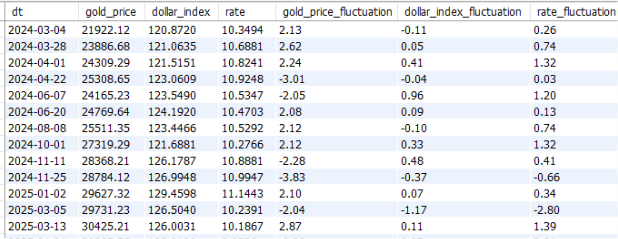 dt gold_price dollar_index rate gold_price_fluctuation dollar_index_fluctuation rate_fluctuation
2024-03-04 21922.12 120.8720 10.3494 2.13 -0.11 0.26
2024-03-28 23886.68 121.0635 10.6881 2.62 0.05 0.74
2024-04-01 24309.29 121.5151 10.8241 2.24 0.41 1.32
2024-04-22 25308.65 123.0609 10.9248 -3.01 -0.04 0.03
2024-06-07 24165.23 123.5490 10.5347 -2.05 0.96 1.20
2024-06-20 24769.64 124.1920 10.4703 2.08 0.09 0.13
2024-08-08 25511.35 123.4466 10.5292 2.12 -0.10 0.74
2024-10-01 27319.29 121.6881 10.2766 2.12 0.33 1.32
2024-11-11 28368.21 126.1787 10.8881 -2.28 0.48 0.41
2024-11-25 28784.12 126.9948 10.9947 -3.83 -0.37 -0.66
2025-01-02 29627.32 129.4598 11.1443 2.10 0.07 0.34
2025-03-05 29731.23 126.5040 10.2391 -2.04 -1.17 -2.80
2025-03-13 30425.21 126.0031 10.1867 2.87 0.11 1.39